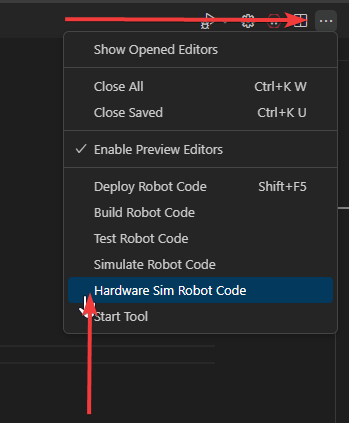 Show Opened Editors
Close All Ctrl+K W
Close Saved Ctrl+K U
Enable Preview Editors
Deploy Robot Code Shift+F5
Build Robot Code
Test Robot Code
Simulate Robot Code
Hardware Sim Robot Code
Start Tool